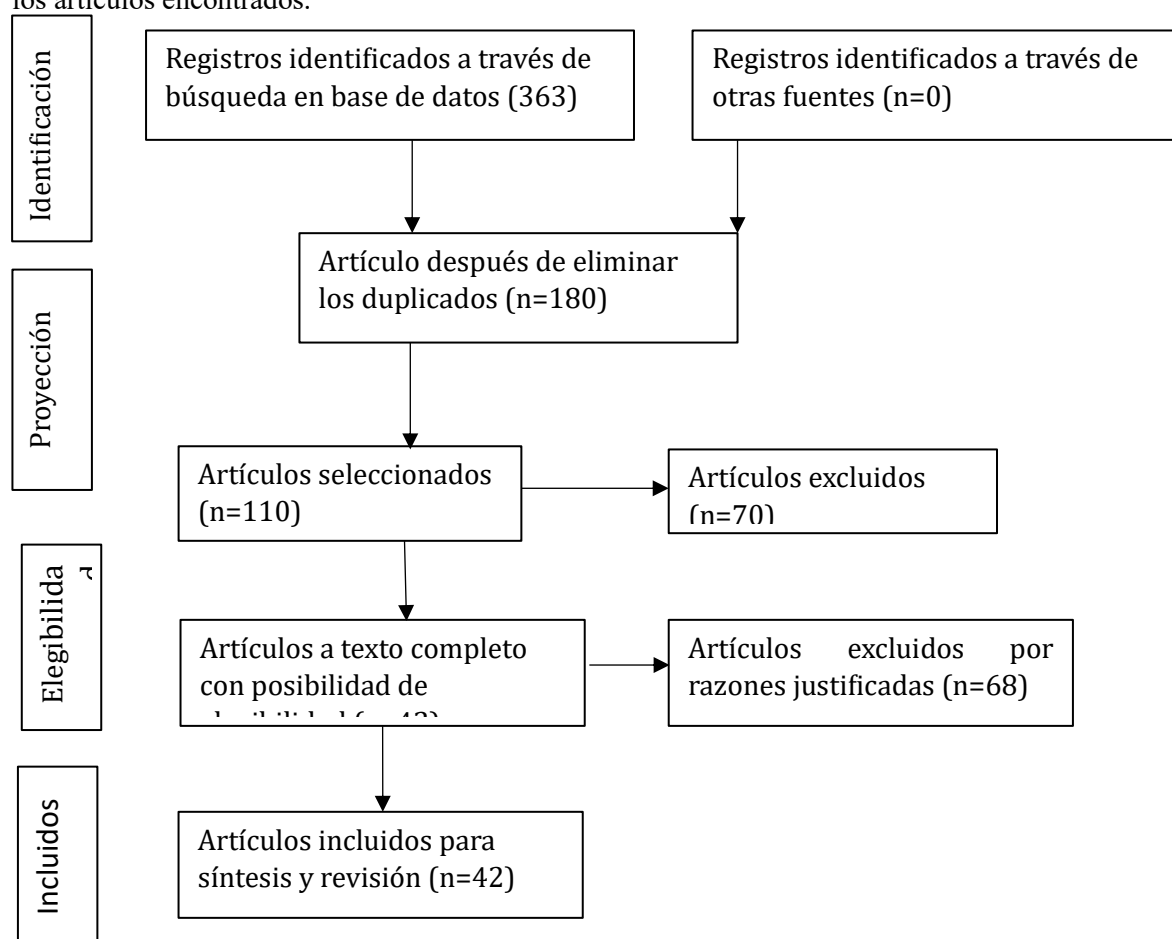 los artículos encontrados.
Identificación
Registros identificados a través de
búsqueda en base de datos (363)
Registros identificados a través de
otras fuentes (n=0)
Artículo después de eliminar
los duplicados (n=180)
Proyección
Artículos seleccionados
(n=110)
Artículos excluidos
(n=70)
Elegibilida
d
Artículos a texto completo
con posibilidad de
Artículos excluidos por
razones justificadas (n=68)
Incluidos
Artículos incluidos para
síntesis y revisión (n=42)